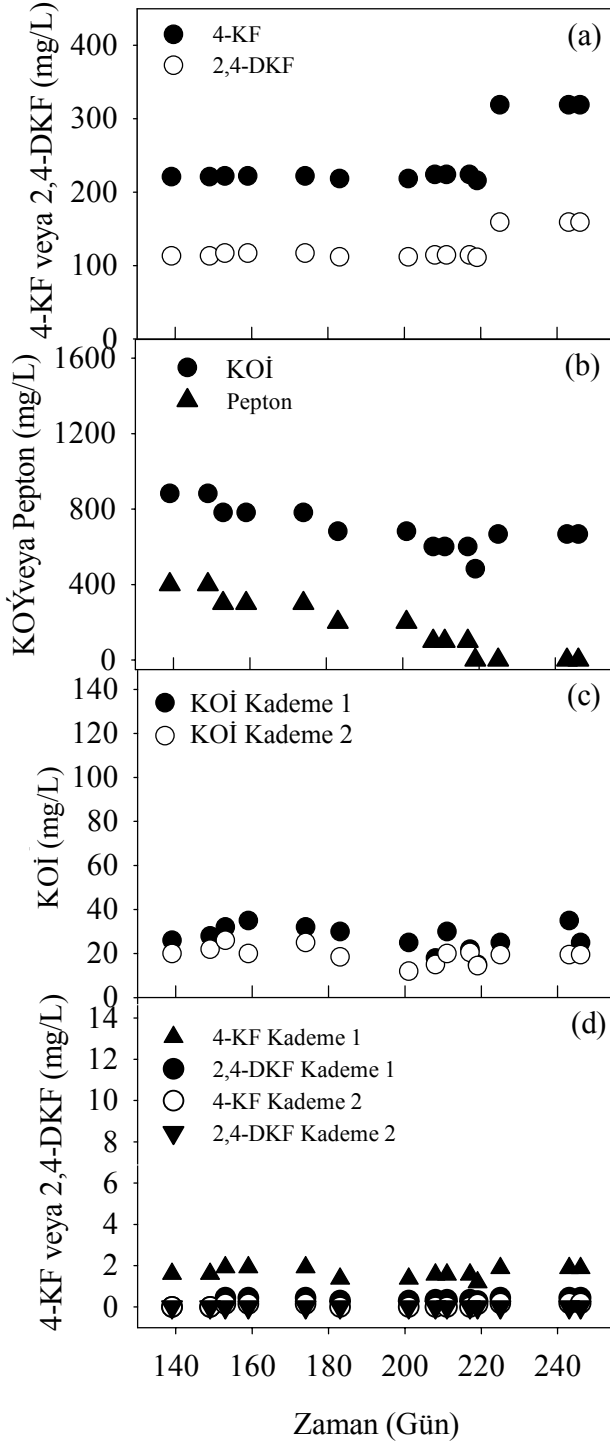 4-KF veya 2,4-DKF (mg/L)
400
300
200
100
0
4-KF
2,4-DKF
(a)
KOÝveya Pepton (mg/L)
1600
1200
800
400
0
KOİ
Pepton
(b)
KOİ (mg/L)
140
120
100
80
60
40
20
0
KOİ Kademe 1
KOİ Kademe 2
(c)
4-KF veya 2,4-DKF (mg/L)
14
12
10
8
6
4
2
0
4-KF Kademe 1
2,4-DKF Kademe 1
4-KF Kademe 2
2,4-DKF Kademe 2
(d)
140 160 180 200 220 240
Zaman (Gün)